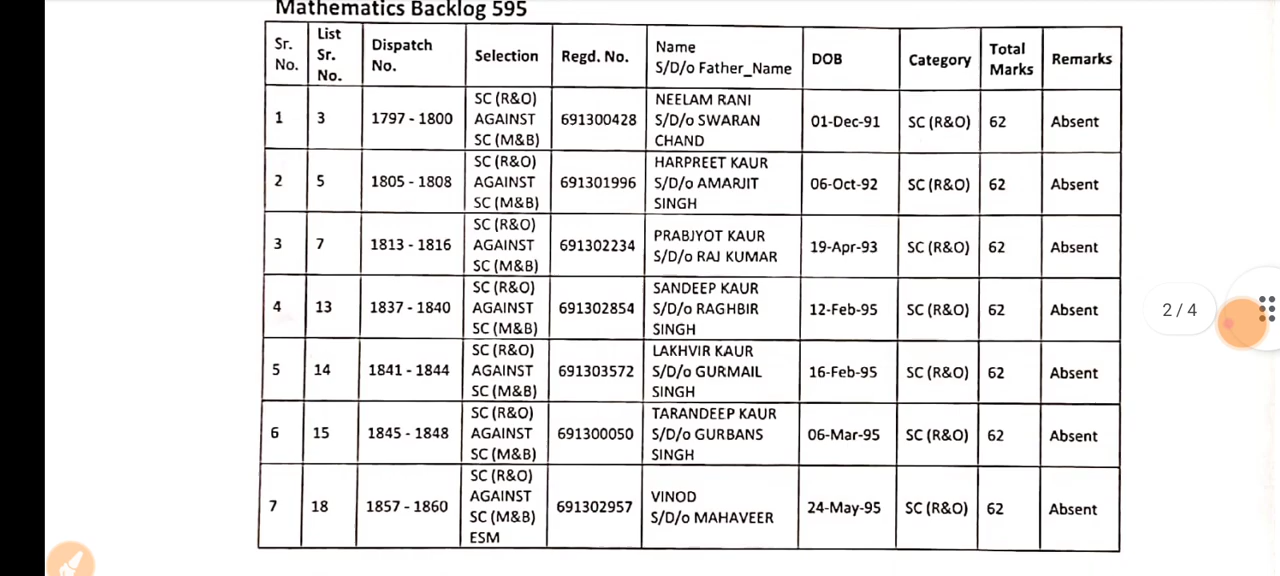 Mathematics Backlog 595
Sr. No. | List Sr. No. | Dispatch No. | Selection | Regd. No. | Name S/D/o Father_Name | DOB | Category | Total Marks | Remarks
1 | 3 | 1797 - 1800 | SC (R&O) AGAINST SC (M&B) | 691300428 | NEELAM RANI S/D/o SWARAN CHAND | 01-Dec-91 | SC (R&O) | 62 | Absent
2 | 5 | 1805 - 1808 | SC (R&O) AGAINST SC (M&B) | 691301996 | HARPREET KAUR S/D/o AMARJIT SINGH | 06-Oct-92 | SC (R&O) | 62 | Absent
3 | 7 | 1813 - 1816 | SC (R&O) AGAINST SC (M&B) | 691302234 | PRABJYOT KAUR S/D/o RAJ KUMAR | 19-Apr-93 | SC (R&O) | 62 | Absent
4 | 13 | 1837 - 1840 | SC (R&O) AGAINST SC (M&B) | 691302854 | SANDEEP KAUR S/D/o RAGHBIR SINGH | 12-Feb-95 | SC (R&O) | 62 | Absent
5 | 14 | 1841 - 1844 | SC (R&O) AGAINST SC (M&B) | 691303572 | LAKHVIR KAUR S/D/o GURMAIL SINGH | 16-Feb-95 | SC (R&O) | 62 | Absent
6 | 15 | 1845 - 1848 | SC (R&O) AGAINST SC (M&B) | 691300050 | TARANDEEP KAUR S/D/o GURBANS SINGH | 06-Mar-95 | SC (R&O) | 62 | Absent
7 | 18 | 1857 - 1860 | SC (R&O) AGAINST SC (M&B) ESM | 691302957 | VINOD S/D/o MAHAVEER | 24-May-95 | SC (R&O) | 62 | Absent
2 / 4